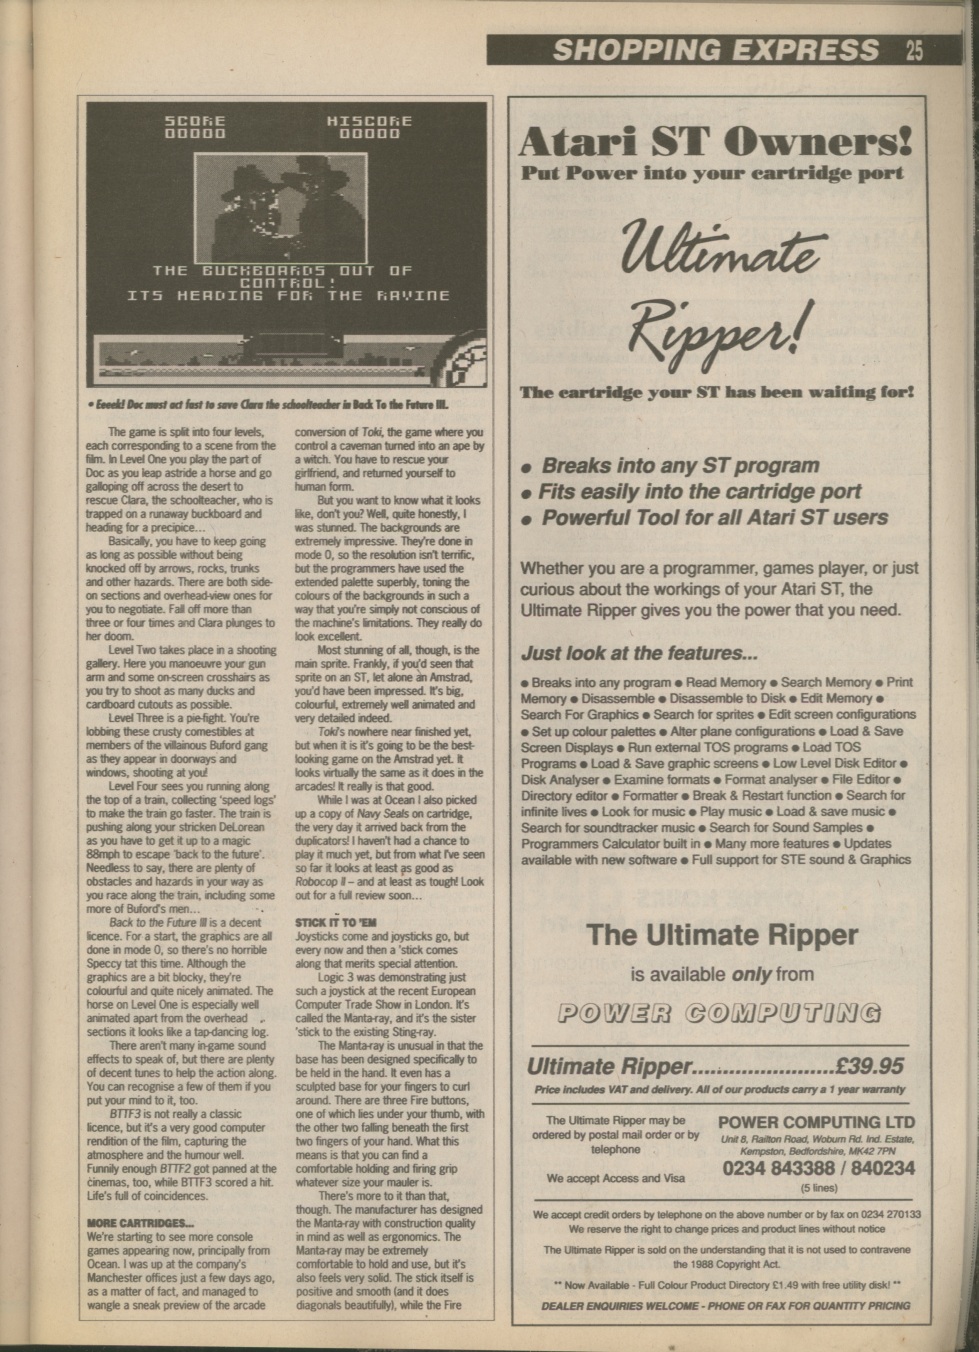 SHOPPING EXPRESS 25
SCORE HISCORE
00000 00000
THE BUCKBOARDS OUT OF
CONTROL!
ITS HEADING FOR THE RAVINE
• Eeeek! Doc must act fast to save Clara the schoolteacher in Back To the Future III.
The game is split into four levels,
each corresponding to a scene from the
film. In Level One you play the part of
Doc as you leap astride a horse and go
galloping off across the desert to
rescue Clara, the schoolteacher, who is
trapped on a runaway buckboard and
heading for a precipice...
Basically, you have to keep going
as long as possible without being
knocked off by arrows, rocks, trunks
and other hazards. There are both side-
on sections and overhead-view ones for
you to negotiate. Fall off more than
three or four times and Clara plunges to
her doom.
Level Two takes place in a shooting
gallery. Here you manoeuvre your gun
arm and some on-screen crosshairs as
you try to shoot as many ducks and
cardboard cutouts as possible.
Level Three is a pie-fight. You're
lobbing these crusty comestibles at
members of the villainous Buford gang
as they appear in doorways and
windows, shooting at you!
Level Four sees you running along
the top of a train, collecting 'speed logs'
to make the train go faster. The train is
pushing along your stricken DeLorean
as you have to get it up to a magic
88mph to escape 'back to the future'.
Needless to say, there are plenty of
obstacles and hazards in your way as
you race along the train, including some
more of Buford's men...
Back to the Future III is a decent
licence. For a start, the graphics are all
done in mode 0, so there's no horrible
Speccy tat this time. Although the
graphics are a bit blocky, they're
colourful and quite nicely animated. The
horse on Level One is especially well
animated apart from the overhead
sections it looks like a tap-dancing log.
There aren't many in-game sound
effects to speak of, but there are plenty
of decent tunes to help the action along.
You can recognise a few of them if you
put your mind to it, too.
BTTF3 is not really a classic
licence, but it's a very good computer
rendition of the film, capturing the
atmosphere and the humour well.
Funnily enough BTTF2 got panned at the
cinemas, too, while BTTF3 scored a hit.
Life's full of coincidences.
MORE CARTRIDGES...
We're starting to see more console
games appearing now, principally from
Ocean. I was up at the company's
Manchester offices just a few days ago,
as a matter of fact, and managed to
wangle a sneak preview of the arcade
conversion of Toki, the game where you
control a caveman turned into an ape by
a witch. You have to rescue your
girlfriend, and returned yourself to
human form.
But you want to know what it looks
like, don't you? Well, quite honestly, I
was stunned. The backgrounds are
extremely impressive. They're done in
mode 0, so the resolution isn't terrific,
but the programmers have used the
extended palette superbly, toning the
colours of the backgrounds in such a
way that you're simply not conscious of
the machine's limitations. They really do
look excellent.
Most stunning of all, though, is the
main sprite. Frankly, if you'd seen that
sprite on an ST, let alone an Amstrad,
you'd have been impressed. It's big,
colourful, extremely well animated and
very detailed indeed.
Toki's nowhere near finished yet,
but when it is it's going to be the best-
looking game on the Amstrad yet. It
looks virtually the same as it does in the
arcades! It really is that good.
While I was at Ocean I also picked
up a copy of Navy Seals on cartridge,
the very day it arrived back from the
duplicators! I haven't had a chance to
play it much yet, but from what I've seen
so far it looks at least as good as
Robocop II – and at least as tough! Look
out for a full review soon...
STICK IT TO 'EM
Joysticks come and joysticks go, but
every now and then a 'stick comes
along that merits special attention.
Logic 3 was demonstrating just
such a joystick at the recent European
Computer Trade Show in London. It's
called the Manta-ray, and it's the sister
'stick to the existing Sting-ray.
The Manta-ray is unusual in that the
base has been designed specifically to
be held in the hand. It even has a
sculpted base for your fingers to curl
around. There are three Fire buttons,
one of which lies under your thumb, with
the other two falling beneath the first
two fingers of your hand. What this
means is that you can find a
comfortable holding and firing grip
whatever size your mauler is.
There's more to it than that,
though. The manufacturer has designed
the Manta-ray with construction quality
in mind as well as ergonomics. The
Manta-ray may be extremely
comfortable to hold and use, but it's
also feels very solid. The stick itself is
positive and smooth (and it does
diagonals beautifully), while the Fire
Atari ST Owners!
Put Power into your cartridge port
Ultimate
Ripper!
The cartridge your ST has been waiting for!
• Breaks into any ST program
• Fits easily into the cartridge port
• Powerful Tool for all Atari ST users
Whether you are a programmer, games player, or just
curious about the workings of your Atari ST, the
Ultimate Ripper gives you the power that you need.
Just look at the features...
• Breaks into any program • Read Memory • Search Memory • Print
Memory • Disassemble • Disassemble to Disk • Edit Memory •
Search For Graphics • Search for sprites • Edit screen configurations
• Set up colour palettes • Alter plane configurations • Load & Save
Screen Displays • Run external TOS programs • Load TOS
Programs • Load & Save graphic screens • Low Level Disk Editor •
Disk Analyser • Examine formats • Format analyser • File Editor •
Directory editor • Formatter • Break & Restart function • Search for
infinite lives • Look for music • Play music • Load & save music •
Search for soundtracker music • Search for Sound Samples •
Programmers Calculator built in • Many more features • Updates
available with new software • Full support for STE sound & Graphics
The Ultimate Ripper
is available only from
POWER COMPUTING
Ultimate Ripper........................£39.95
Price includes VAT and delivery. All of our products carry a 1 year warranty
The Ultimate Ripper may be
ordered by postal mail order or by
telephone
We accept Access and Visa
POWER COMPUTING LTD
Unit 8, Railton Road, Woburn Rd. Ind. Estate,
Kempston, Bedfordshire, MK42 7PN
0234 843388 / 840234
(5 lines)
We accept credit orders by telephone on the above number or by fax on 0234 270133
We reserve the right to change prices and product lines without notice
The Ultimate Ripper is sold on the understanding that it is not used to contravene
the 1988 Copyright Act.
** Now Available - Full Colour Product Directory £1.49 with free utility disk! **
DEALER ENQUIRIES WELCOME - PHONE OR FAX FOR QUANTITY PRICING